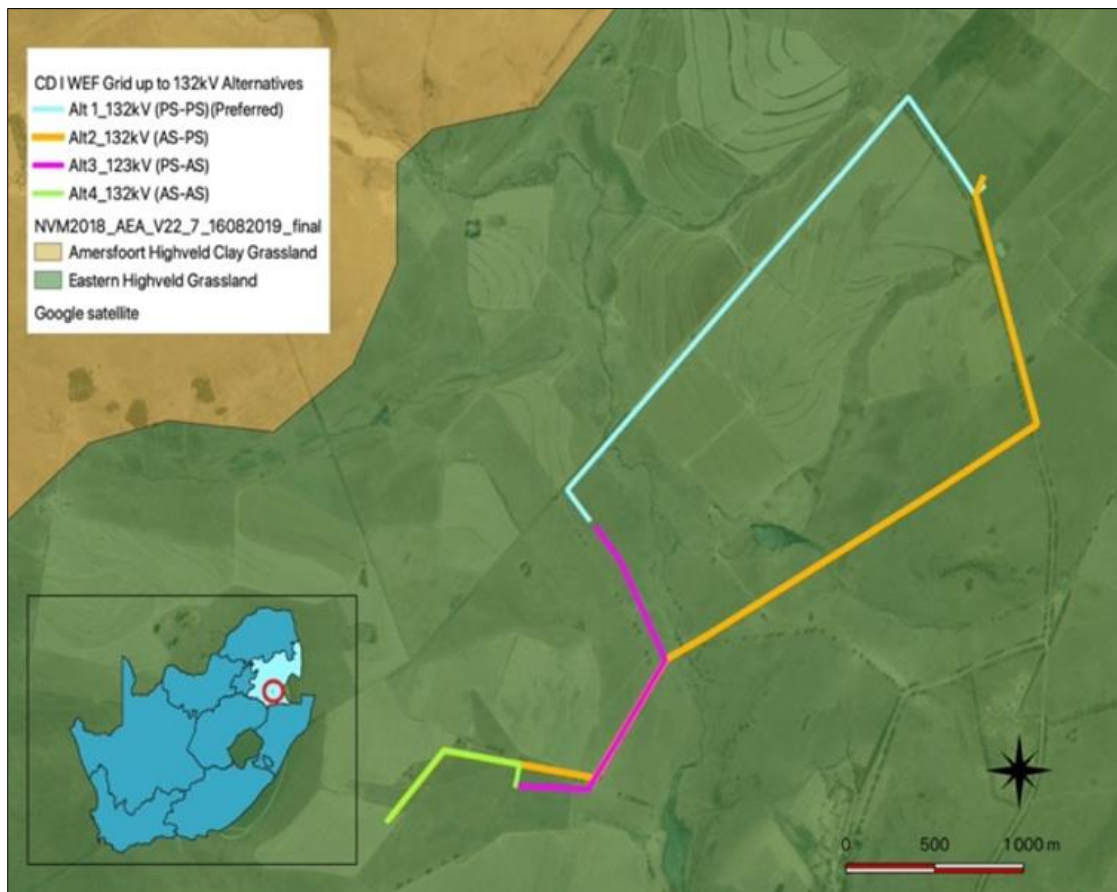 CD I WEF Grid up to 132kV Alternatives
Alt 1_132kV (PS-PS)(Preferred)
Alt2_132kV (AS-PS)
Alt3_123kV (PS-AS)
Alt4_132kV (AS-AS)
NVM2018_AEA_V22_7_16082019_final
Amersfoort Highveld Clay Grassland
Eastern Highveld Grassland
Google satellite
0 500 1000 m